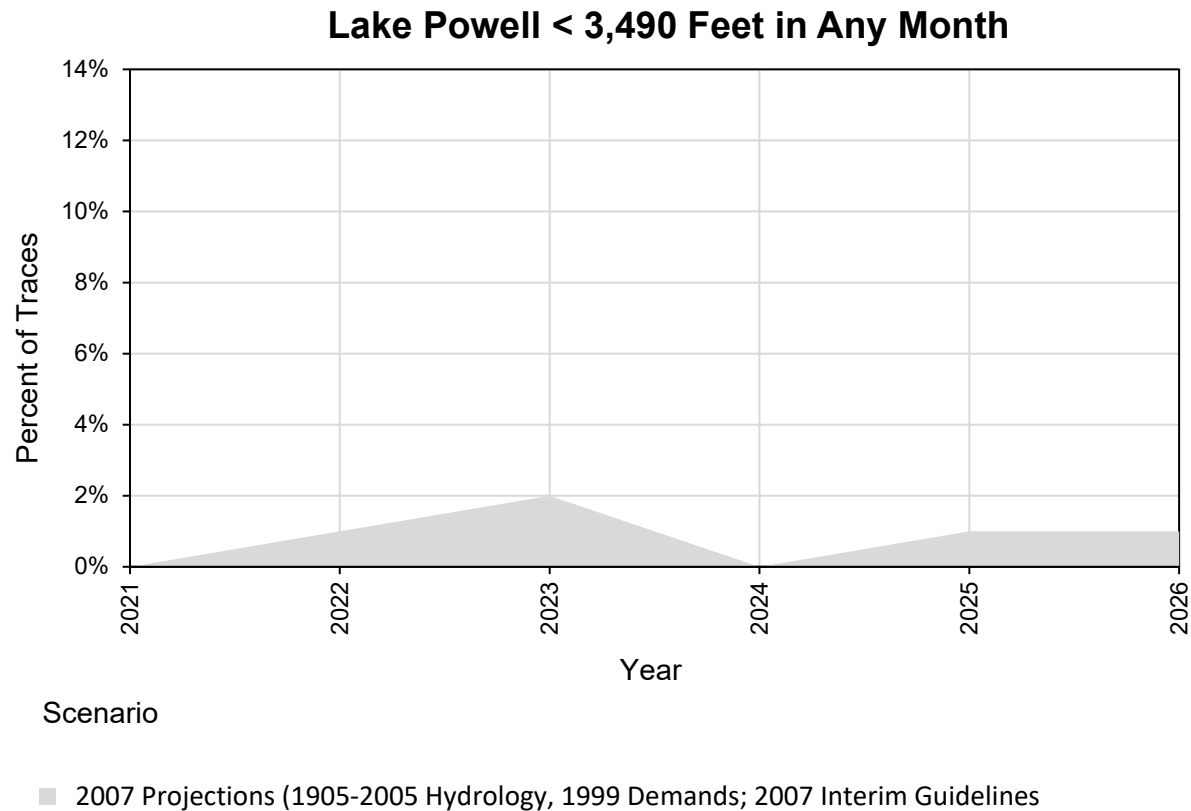 Lake Powell < 3,490 Feet in Any Month
14%
12%
10%
8%
6%
4%
2%
0%
Percent of Traces
2021
2022
2023
2024
2025
2026
Year
Scenario
2007 Projections (1905-2005 Hydrology, 1999 Demands; 2007 Interim Guidelines